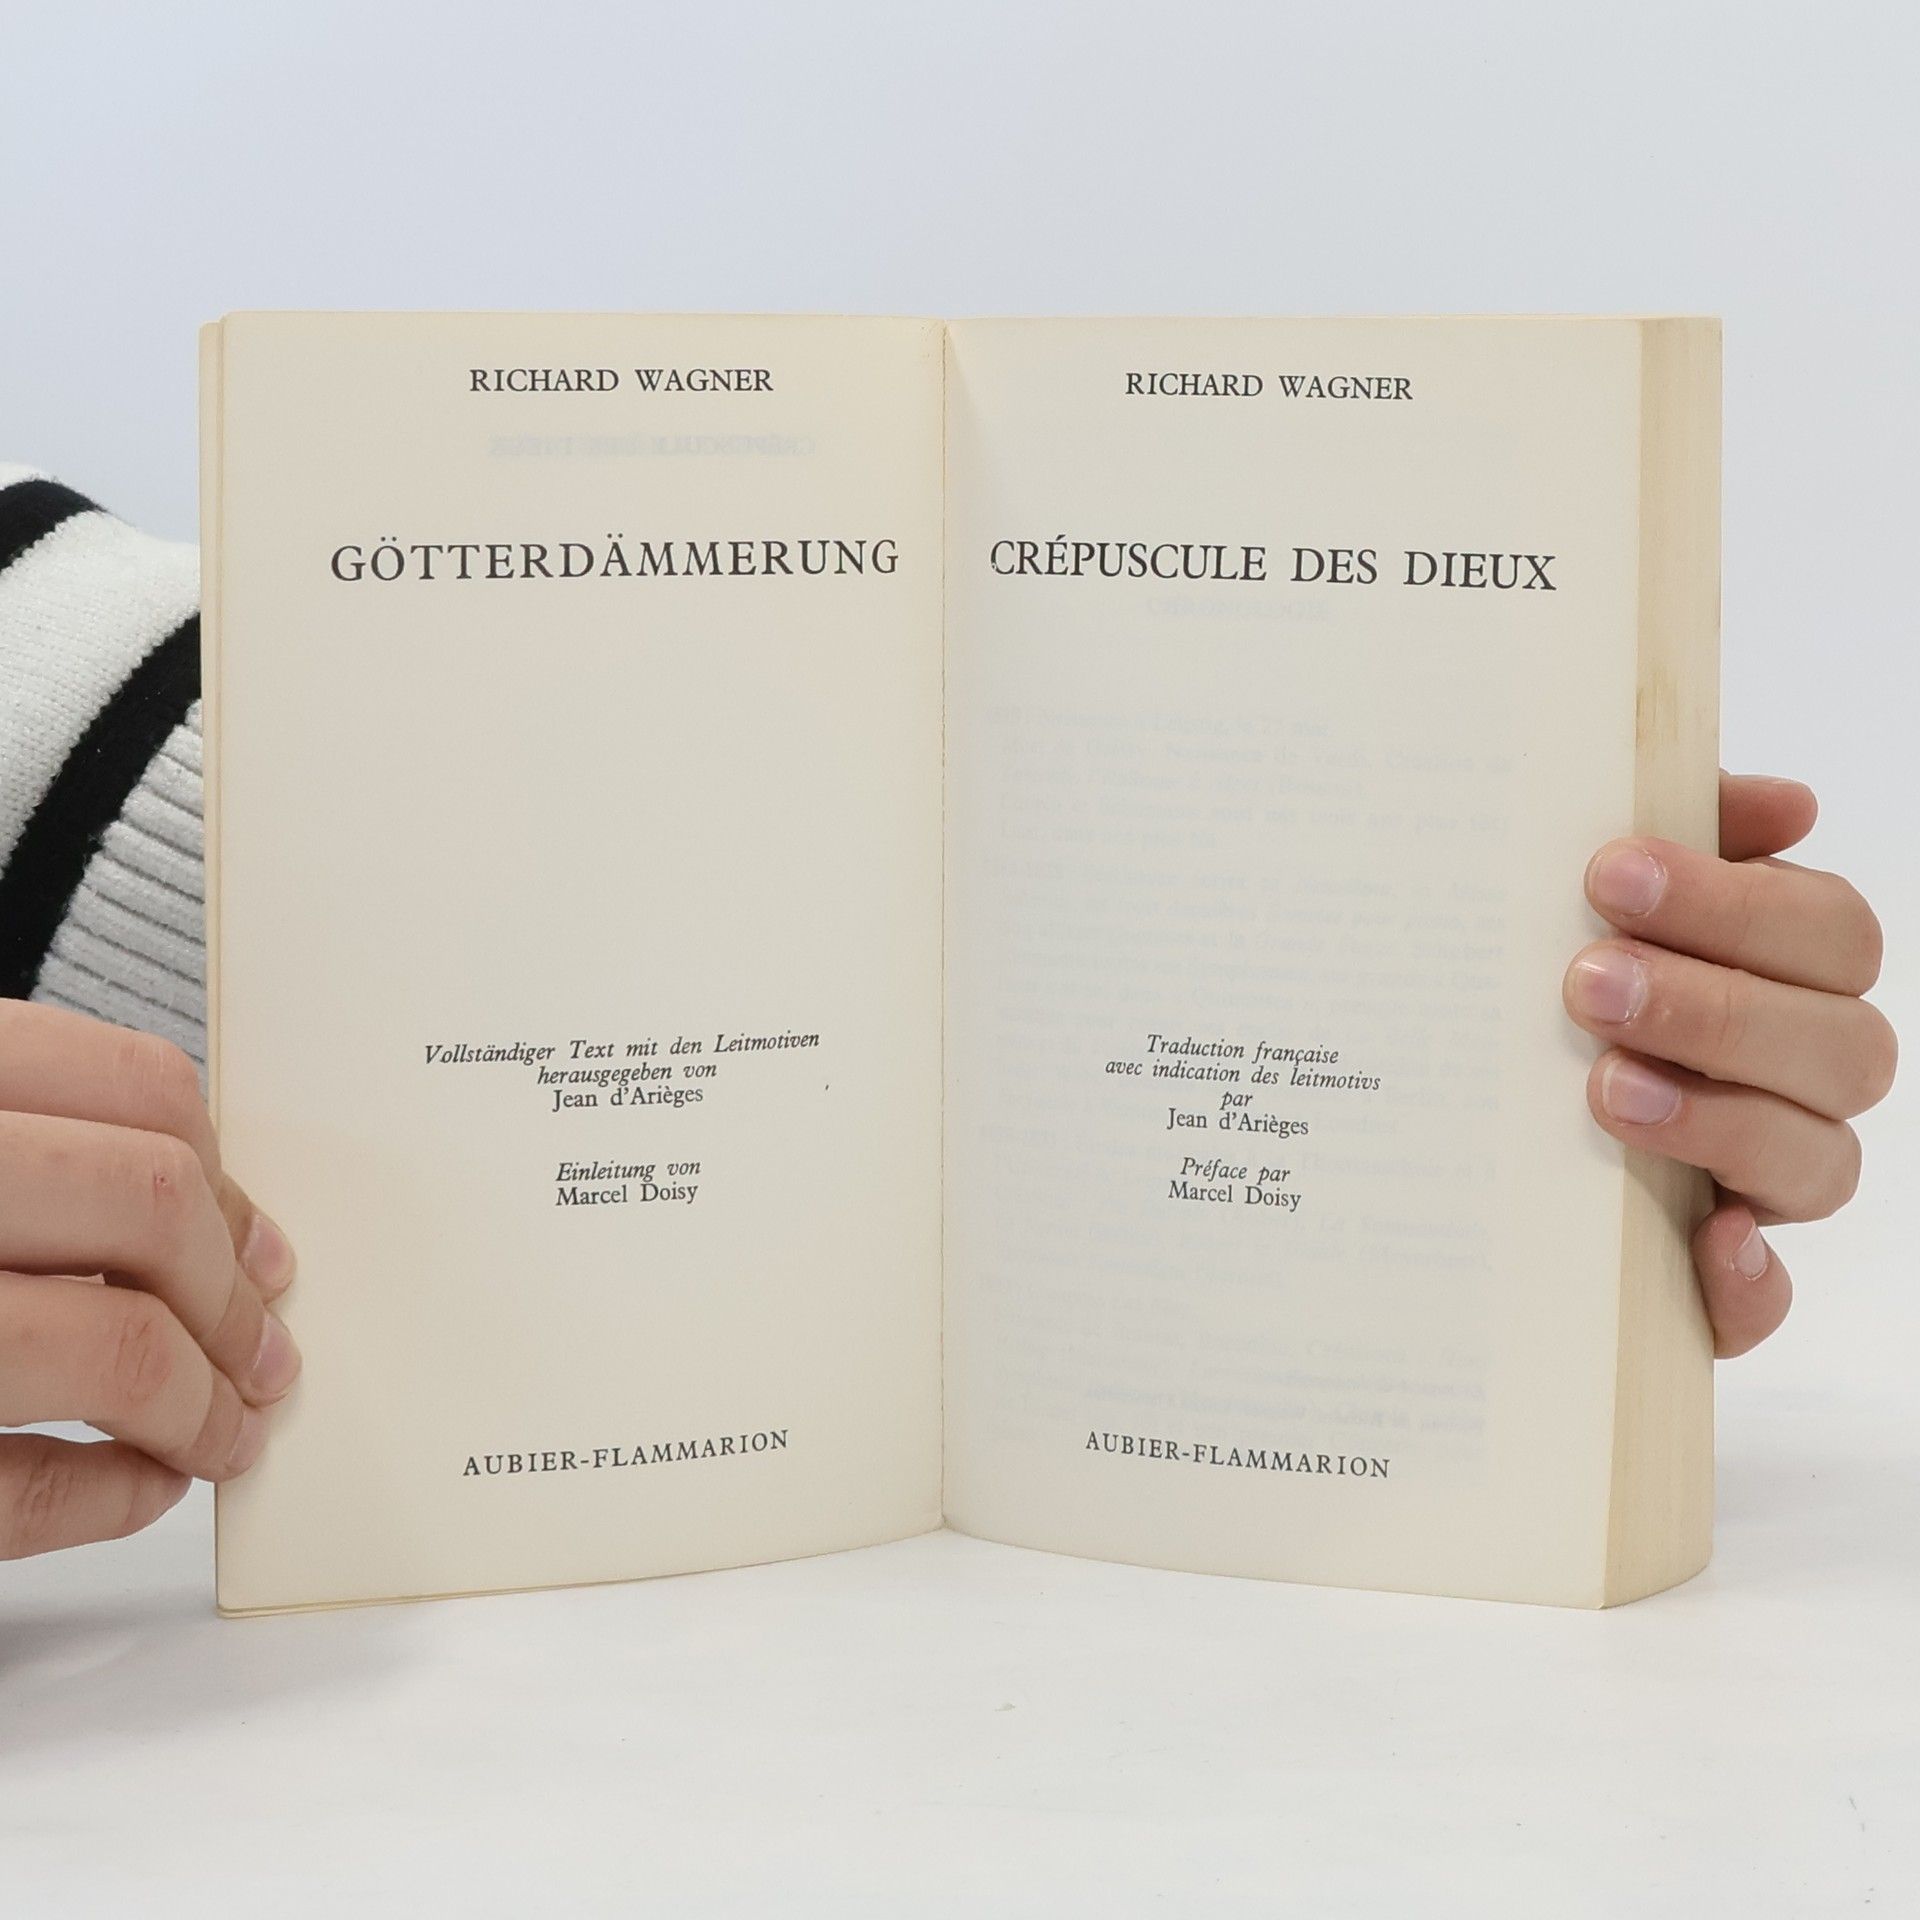 RICHARD WAGNER
GÖTTERDÄMMERUNG
Vollständiger Text mit den Leitmotiven
herausgegeben von
Jean d'Arièges
Einleitung von
Marcel Doisy
AUBIER-FLAMMARION
RICHARD WAGNER
CRÉPUSCULE DES DIEUX
Traduction française
avec indication des leitmotivs
par
Jean d'Arièges
Préface par
Marcel Doisy
AUBIER-FLAMMARION